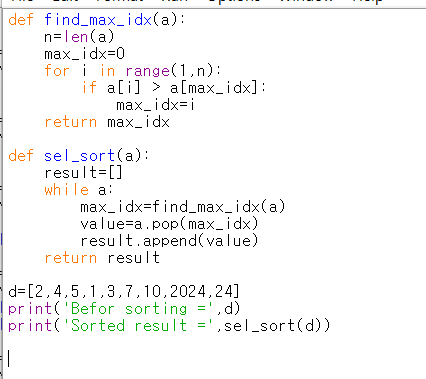 def find_max_idx(a):
    n=len(a)
    max_idx=0
    for i in range(1,n):
        if a[i] > a[max_idx]:
            max_idx=i
    return max_idx

def sel_sort(a):
    result=[]
    while a:
        max_idx=find_max_idx(a)
        value=a.pop(max_idx)
        result.append(value)
    return result

d=[2,4,5,1,3,7,10,2024,24]
print('Befor sorting =',d)
print('Sorted result =',sel_sort(d))